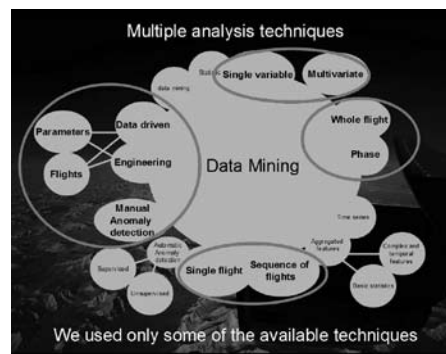 Multiple analysis techniques
data mining
Single variable
Multivariate
Whole flight
Phase
Parameters
Data driven
Flights
Engineering
Data Mining
Manual
Anomaly
detection
Time series
Automatic
Anomaly
detection
Supervised
Unsupervised
Single flight
Sequence of
flights
Aggregated
features
Complex and
temporal
features
Basic statistics
We used only some of the available techniques